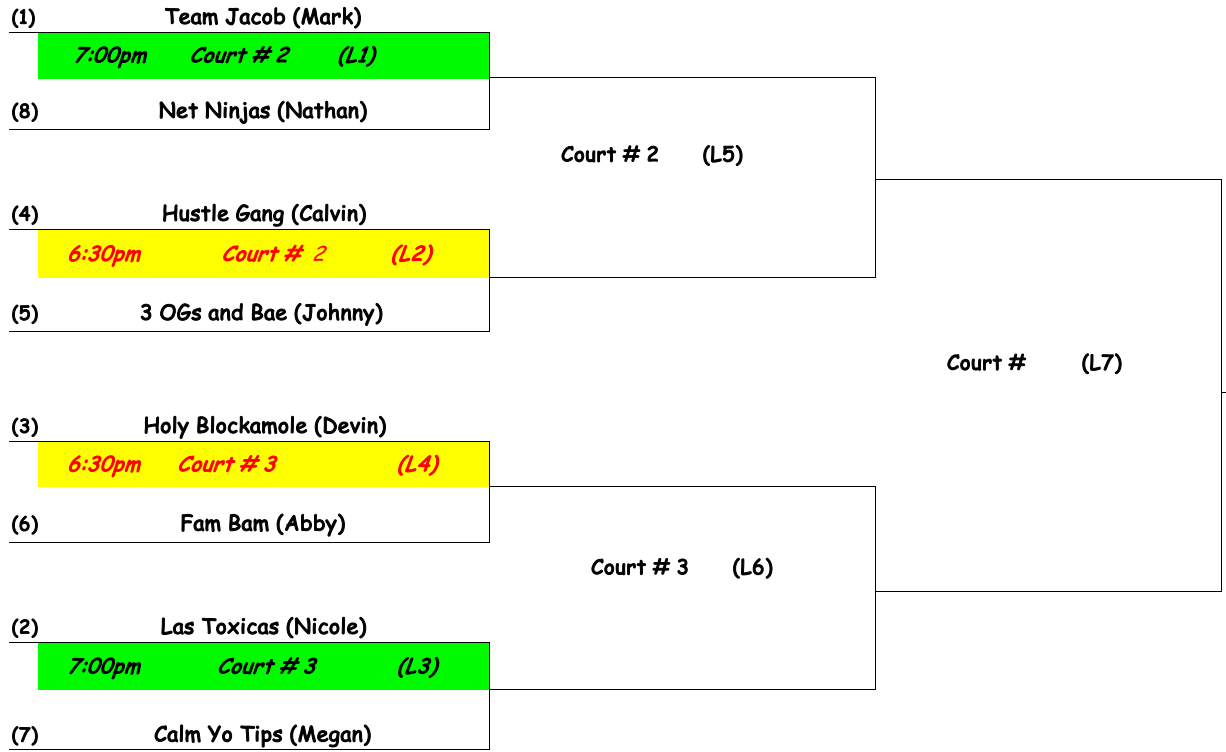 (1) Team Jacob (Mark)
7:00pm Court # 2 (L1)
(8) Net Ninjas (Nathan)
Court # 2 (L5)
(4) Hustle Gang (Calvin)
6:30pm Court # 2 (L2)
(5) 3 OGs and Bae (Johnny)
Court # (L7)
(3) Holy Blockamole (Devin)
6:30pm Court # 3 (L4)
(6) Fam Bam (Abby)
Court # 3 (L6)
(2) Las Toxicas (Nicole)
7:00pm Court # 3 (L3)
(7) Calm Yo Tips (Megan)